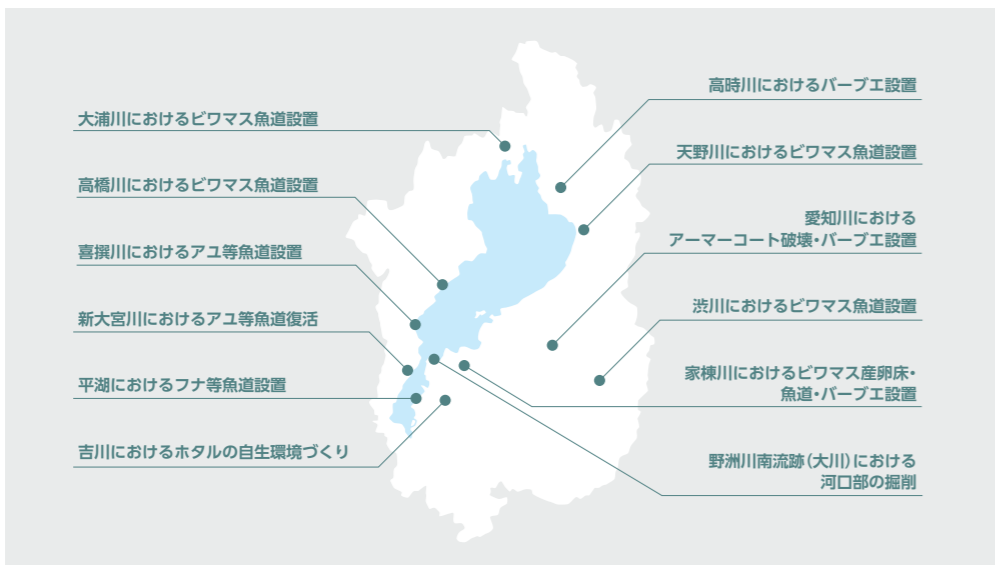 大浦川におけるビワマス魚道設置
高橋川におけるビワマス魚道設置
喜撰川におけるアユ等魚道設置
新大宮川におけるアユ等魚道復活
平湖におけるフナ等魚道設置
吉川におけるホタルの自生環境づくり
高時川におけるバーブエ設置
天野川におけるビワマス魚道設置
愛知川における
アーマーコート破壊・バーブエ設置
渋川におけるビワマス魚道設置
家棟川におけるビワマス産卵床・
魚道・バーブエ設置
野洲川南流跡（大川）における
河口部の掘削